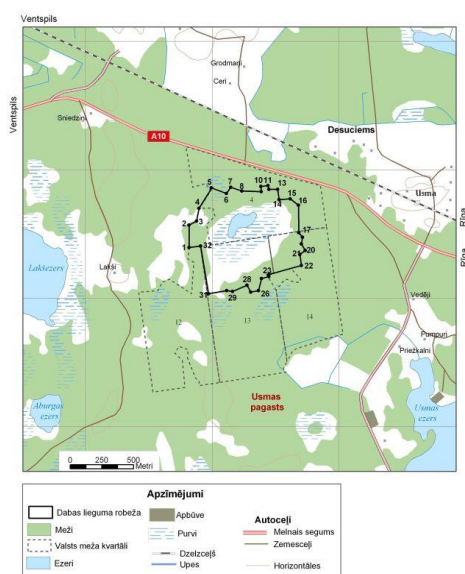 Ventspils
Ventspils
Grodmaņi
Ceri
Sniedziņi
A10
Desuciems
Usma
Rīga
Rīga
5
7
8
10
11
13
6
4
14
15
16
4
2
3
17
1
32
20
21
22
23
Lakšezers
Lakši
31
29
28
26
12
13
14
Vedēji
Pumpuri
Priežkalni
Usmas
pagasts
Aburgas
ezers
Usmas
ezers
0
500
Metri
Apzīmējumi
Dabas lieguma robeža
Meži
Valsts meža kvartāli
Ezeri
Apbūve
Purvi
Dzelzceļš
Upes
Autoceļi
Melnais segums
Zemesceļi
Horizontāles